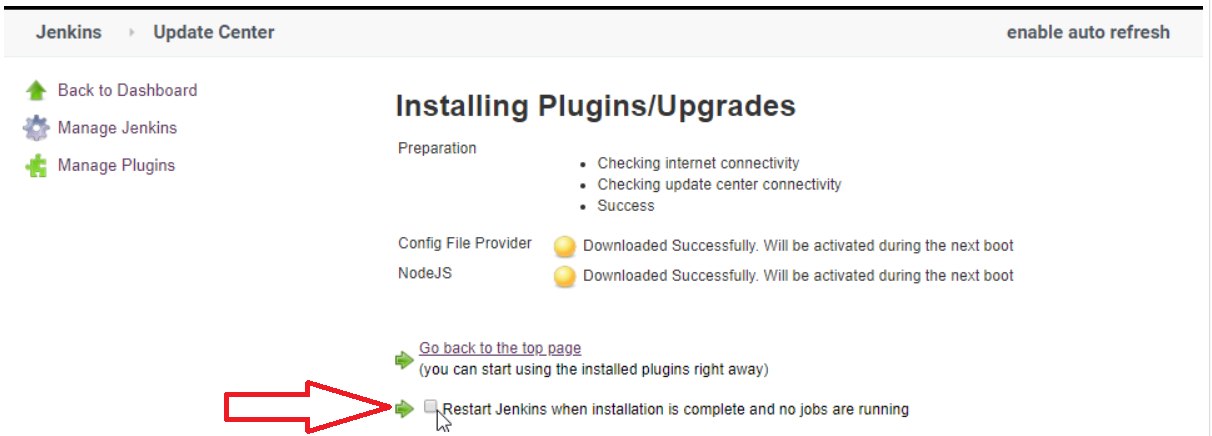 Jenkins Update Center enable auto refresh
Back to Dashboard
Manage Jenkins
Manage Plugins
Installing Plugins/Upgrades
Preparation
Checking internet connectivity
Checking update center connectivity
Success
Config File Provider Downloaded Successfully. Will be activated during the next boot
NodeJS Downloaded Successfully. Will be activated during the next boot
Go back to the top page
(you can start using the installed plugins right away)
Restart Jenkins when installation is complete and no jobs are running